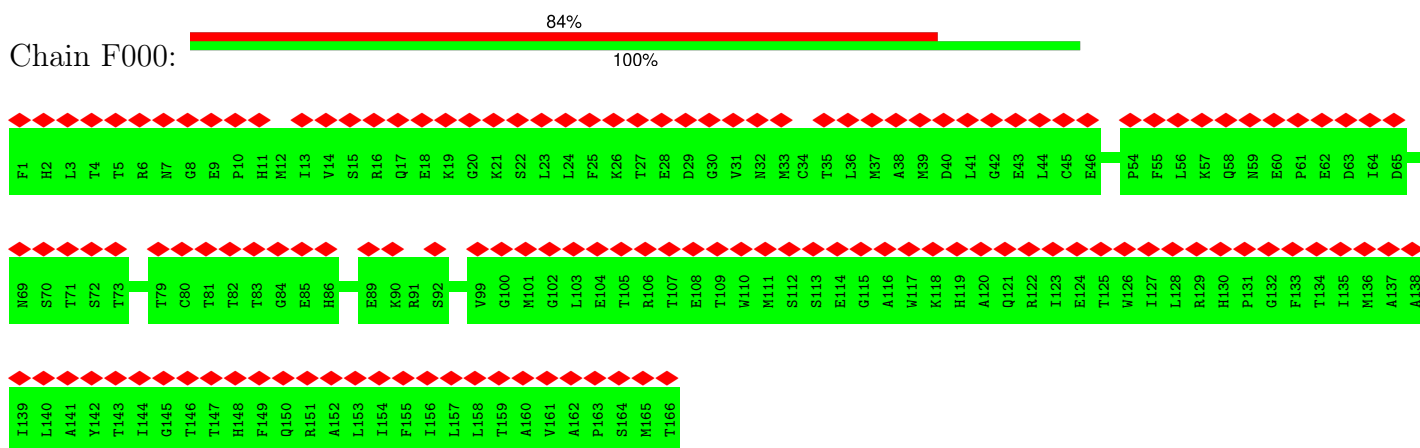 84%
Chain F000:
100%
F1 H2 L3 T4 T5 R6 N7 G8 E9 P10 H11 M12 I13 V14 S15 R16 Q17 E18 K19 G20 K21 S22 L23 L24 F25 K26 T27 E28 D29 G30 V31 N32 M33 C34 T35 L36 M37 A38 M39 D40 L41 G42 E43 L44 C45 E46 P54 F55 L56 K57 Q58 N59 E60 P61 E62 D63 I64 D65
N69 S70 T71 S72 T73 T79 C80 T81 T82 T83 G84 E85 H86 E89 K90 R91 S92 V99 G100 M101 G102 L103 E104 T105 R106 T107 E108 T109 W110 M111 S112 S113 E114 G115 A116 W117 K118 H119 A120 Q121 R122 I123 E124 T125 W126 I127 L128 R129 H130 P131 G132 F133 T134 I135 M136 A137 A138
I139 L140 A141 Y142 T143 I144 G145 T146 T147 H148 F149 Q150 R151 A152 L153 I154 F155 I156 L157 L158 T159 A160 V161 A162 P163 S164 M165 T166